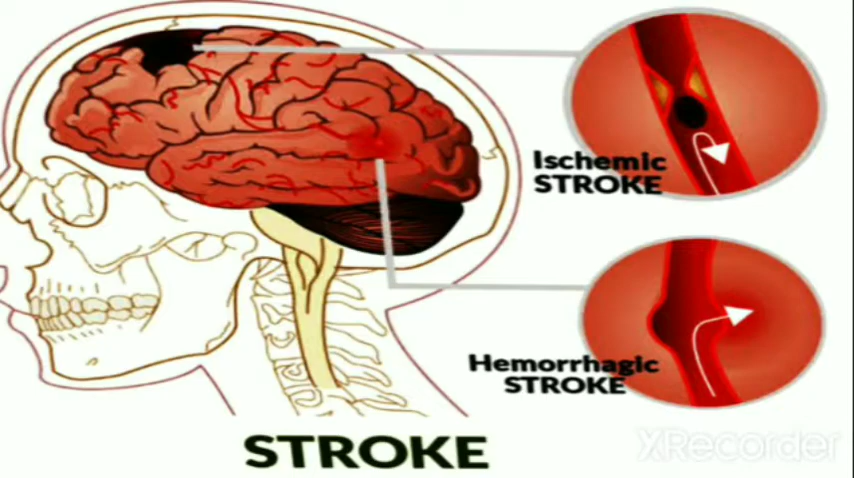 Ischemic
STROKE
Hemorrhagic
STROKE
STROKE
XRecorder